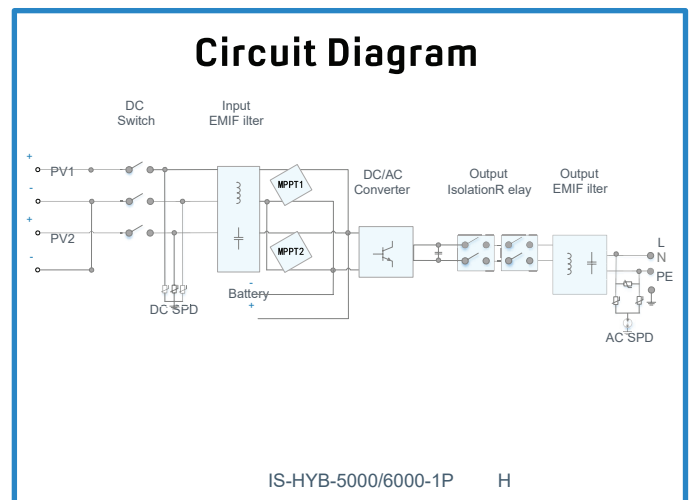 Circuit Diagram
DC
Switch
Input
EMIF ilter
DC/AC
Converter
Output
IsolationR elay
Output
EMIF ilter
+
PV1
-
+
PV2
-
MPPT1
MPPT2
L
N
PE
DC SPD
-
Battery
+
AC SPD
IS-HYB-5000/6000-1P H